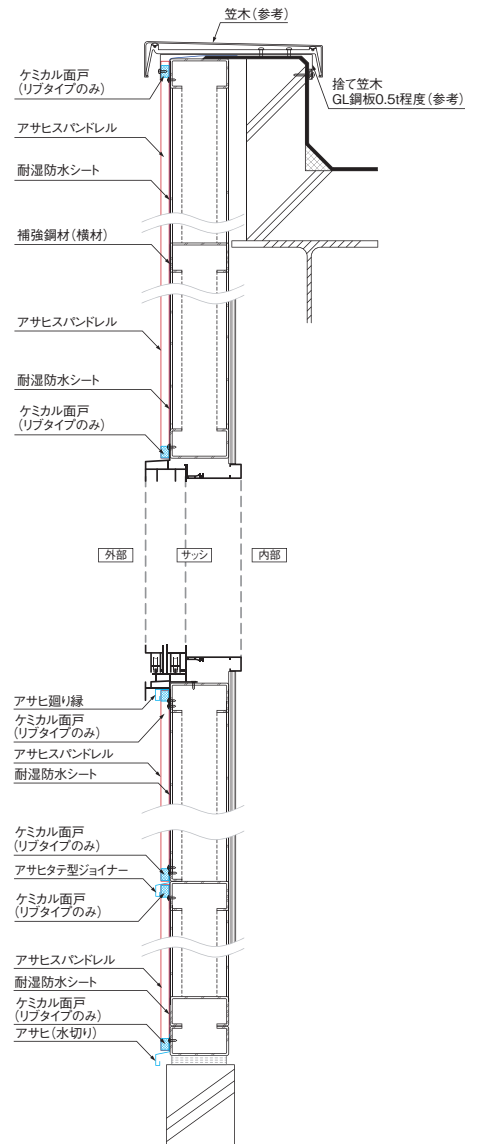 笠木(参考)
ケミカル面戸
(リブタイプのみ)
捨て笠木
GL鋼板0.5t程度(参考)
アサヒスパンドレル
耐湿防水シート
補強鋼材(横材)
アサヒスパンドレル
耐湿防水シート
ケミカル面戸
(リブタイプのみ)
外部
サッシ
内部
アサヒ廻り縁
ケミカル面戸
(リブタイプのみ)
アサヒスパンドレル
耐湿防水シート
ケミカル面戸
(リブタイプのみ)
アサヒタテ型ジョイナー
ケミカル面戸
(リブタイプのみ)
アサヒスパンドレル
耐湿防水シート
ケミカル面戸
(リブタイプのみ)
アサヒ(水切り)